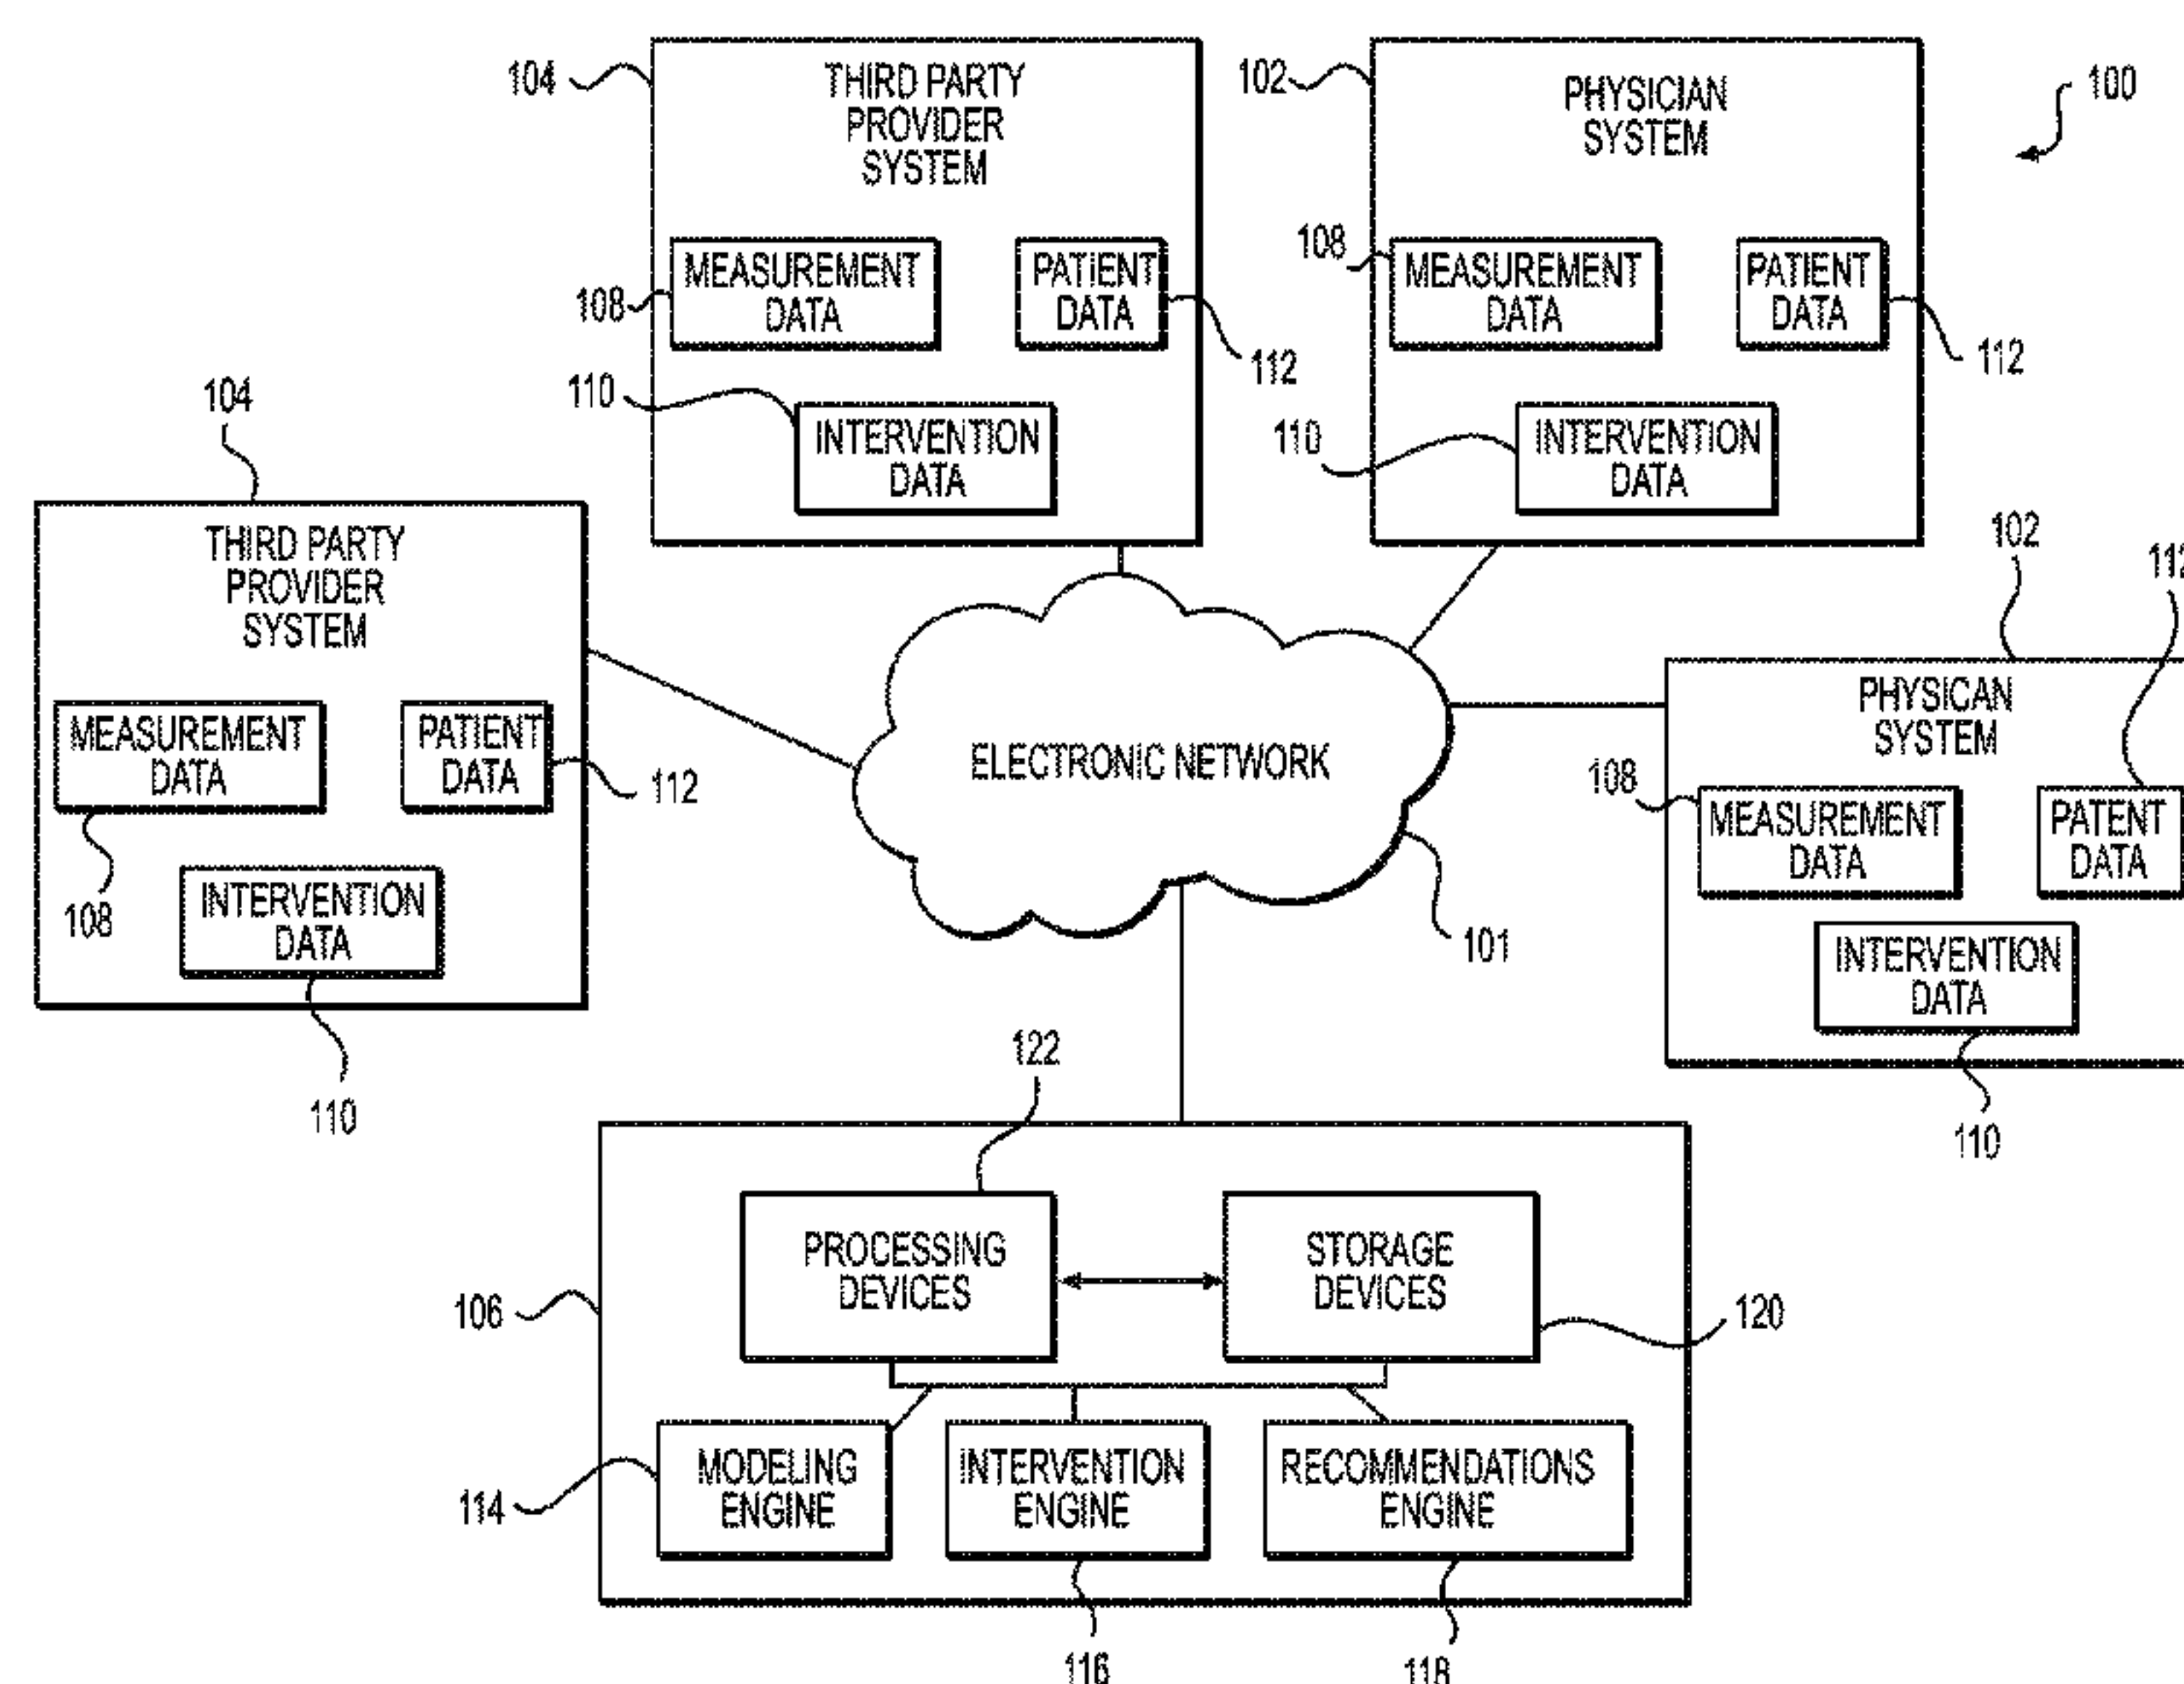 104
THIRD PARTY
PROVIDER
SYSTEM
108
MEASUREMENT
DATA
PATIENT
DATA
112
110
INTERVENTION
DATA
102
PHYSICIAN
SYSTEM
100
108
MEASUREMENT
DATA
PATIENT
DATA
112
110
INTERVENTION
DATA
104
THIRD PARTY
PROVIDER
SYSTEM
MEASUREMENT
DATA
PATIENT
DATA
112
108
INTERVENTION
DATA
110
ELECTRONIC NETWORK
101
102
112
PHYSICAN
SYSTEM
108
MEASUREMENT
DATA
PATENT
DATA
INTERVENTION
DATA
110
122
106
PROCESSING
DEVICES
STORAGE
DEVICES
120
114
MODELING
ENGINE
INTERVENTION
ENGINE
RECOMMENDATIONS
ENGINE
116
118